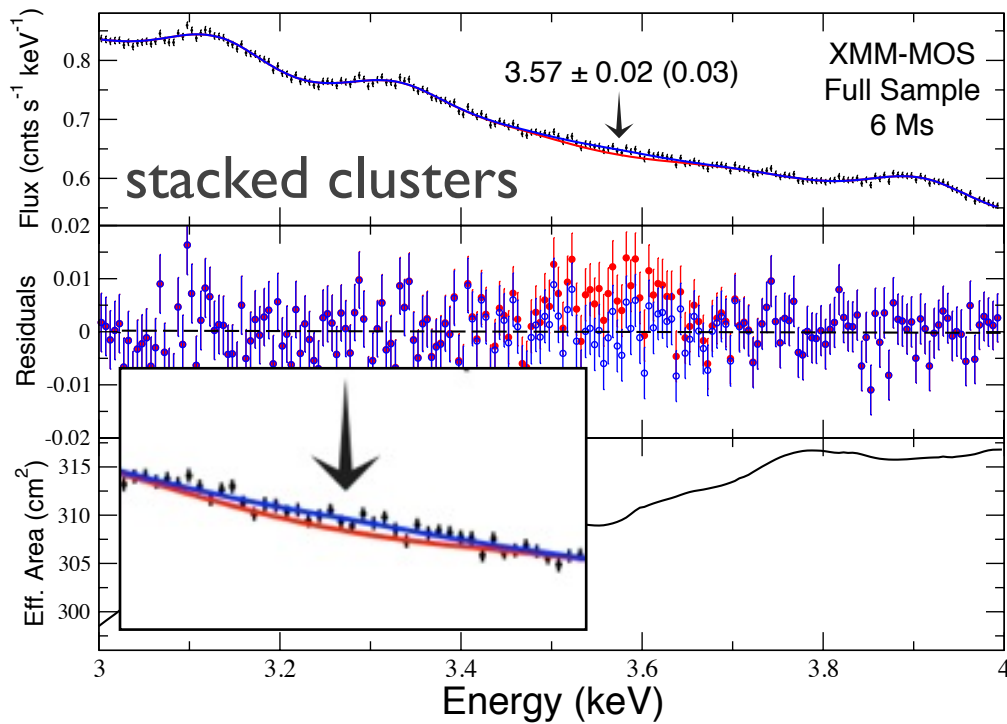 Flux (cnts s⁻¹ keV⁻¹)
0.8
0.7
0.6
3.57 ± 0.02 (0.03)
XMM-MOS
Full Sample
6 Ms
stacked clusters
Residuals
0.02
0.01
0
-0.01
-0.02
Eff. Area (cm²)
315
310
305
300
3 3.2 3.4 3.6 3.8 4
Energy (keV)